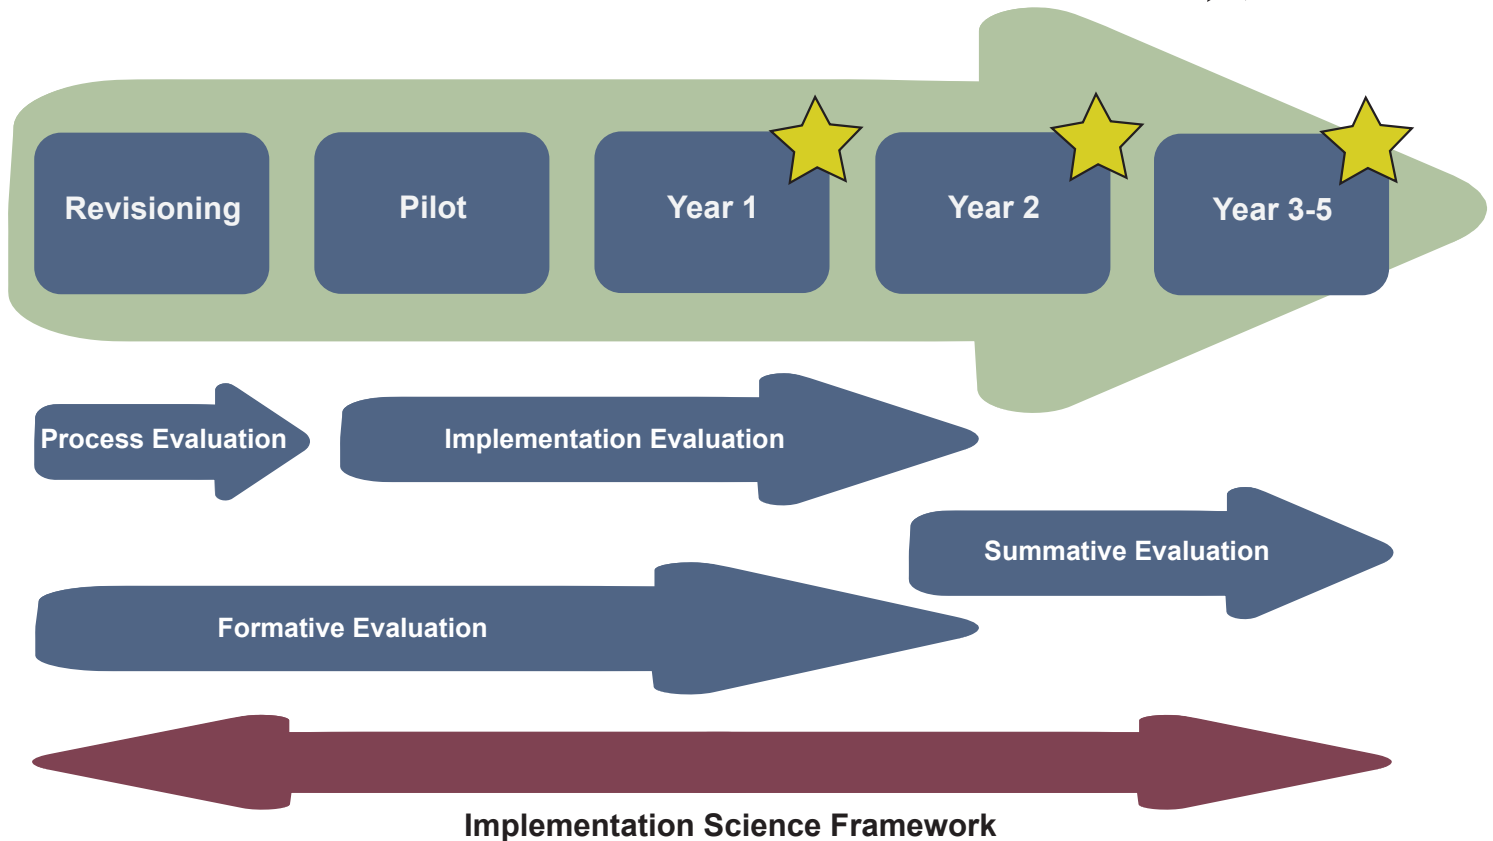 Revisioning
Pilot
Year 1
Year 2
Year 3-5
Process Evaluation
Implementation Evaluation
Summative Evaluation
Formative Evaluation
Implementation Science Framework